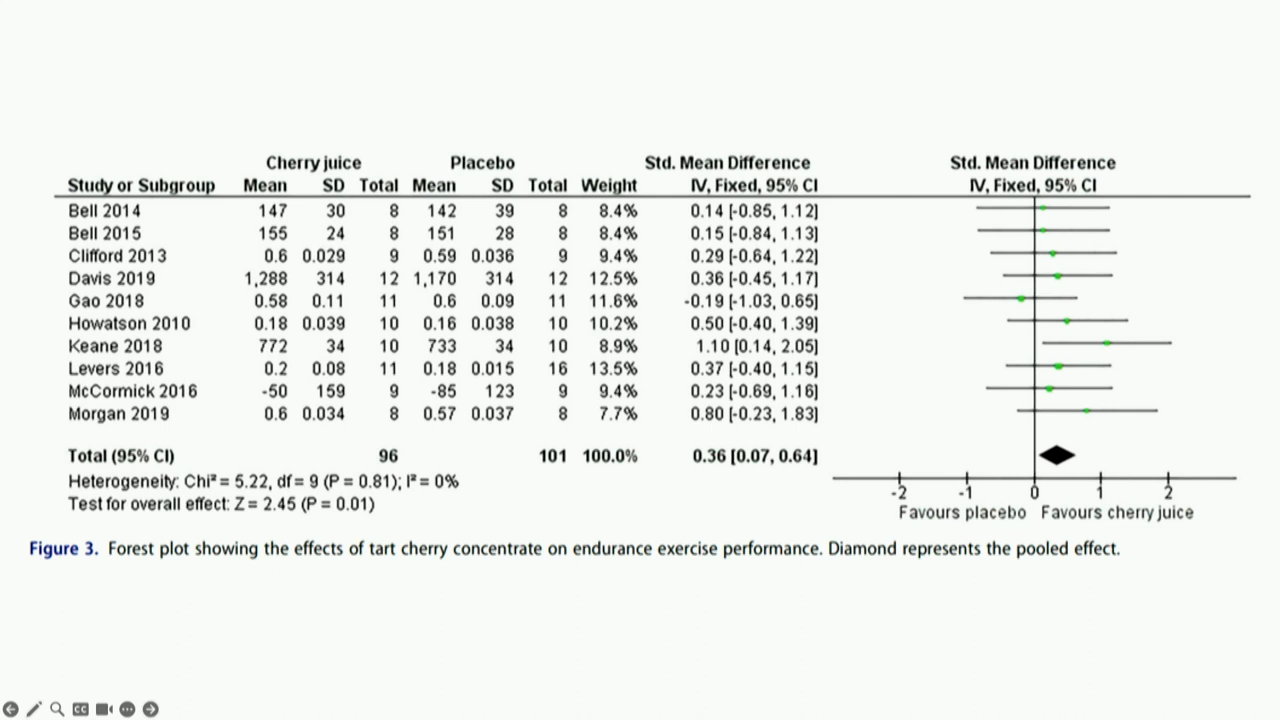 Cherry juice Placebo Std. Mean Difference Std. Mean Difference
Study or Subgroup Mean SD Total Mean SD Total Weight IV, Fixed, 95% CI IV, Fixed, 95% CI
Bell 2014 147 30 8 142 39 8 8.4% 0.14 [-0.85, 1.12]
Bell 2015 155 24 8 151 28 8 8.4% 0.15 [-0.84, 1.13]
Clifford 2013 0.6 0.029 9 0.59 0.036 9 9.4% 0.29 [-0.64, 1.22]
Davis 2019 1,288 314 12 1,170 314 12 12.5% 0.36 [-0.45, 1.17]
Gao 2018 0.58 0.11 11 0.6 0.09 11 11.6% -0.19 [-1.03, 0.65]
Howatson 2010 0.18 0.039 10 0.16 0.038 10 10.2% 0.50 [-0.40, 1.39]
Keane 2018 772 34 10 733 34 10 8.9% 1.10 [0.14, 2.05]
Levers 2016 0.2 0.08 11 0.18 0.015 16 13.5% 0.37 [-0.40, 1.15]
McCormick 2016 -50 159 9 -85 123 9 9.4% 0.23 [-0.69, 1.16]
Morgan 2019 0.6 0.034 8 0.57 0.037 8 7.7% 0.80 [-0.23, 1.83]
Total (95% CI) 96 101 100.0% 0.36 [0.07, 0.64]
Heterogeneity: Chi² = 5.22, df = 9 (P = 0.81); I² = 0%
Test for overall effect: Z = 2.45 (P = 0.01)
-2 -1 0 1 2
Favours placebo Favours cherry juice
Figure 3. Forest plot showing the effects of tart cherry concentrate on endurance exercise performance. Diamond represents the pooled effect.
CC